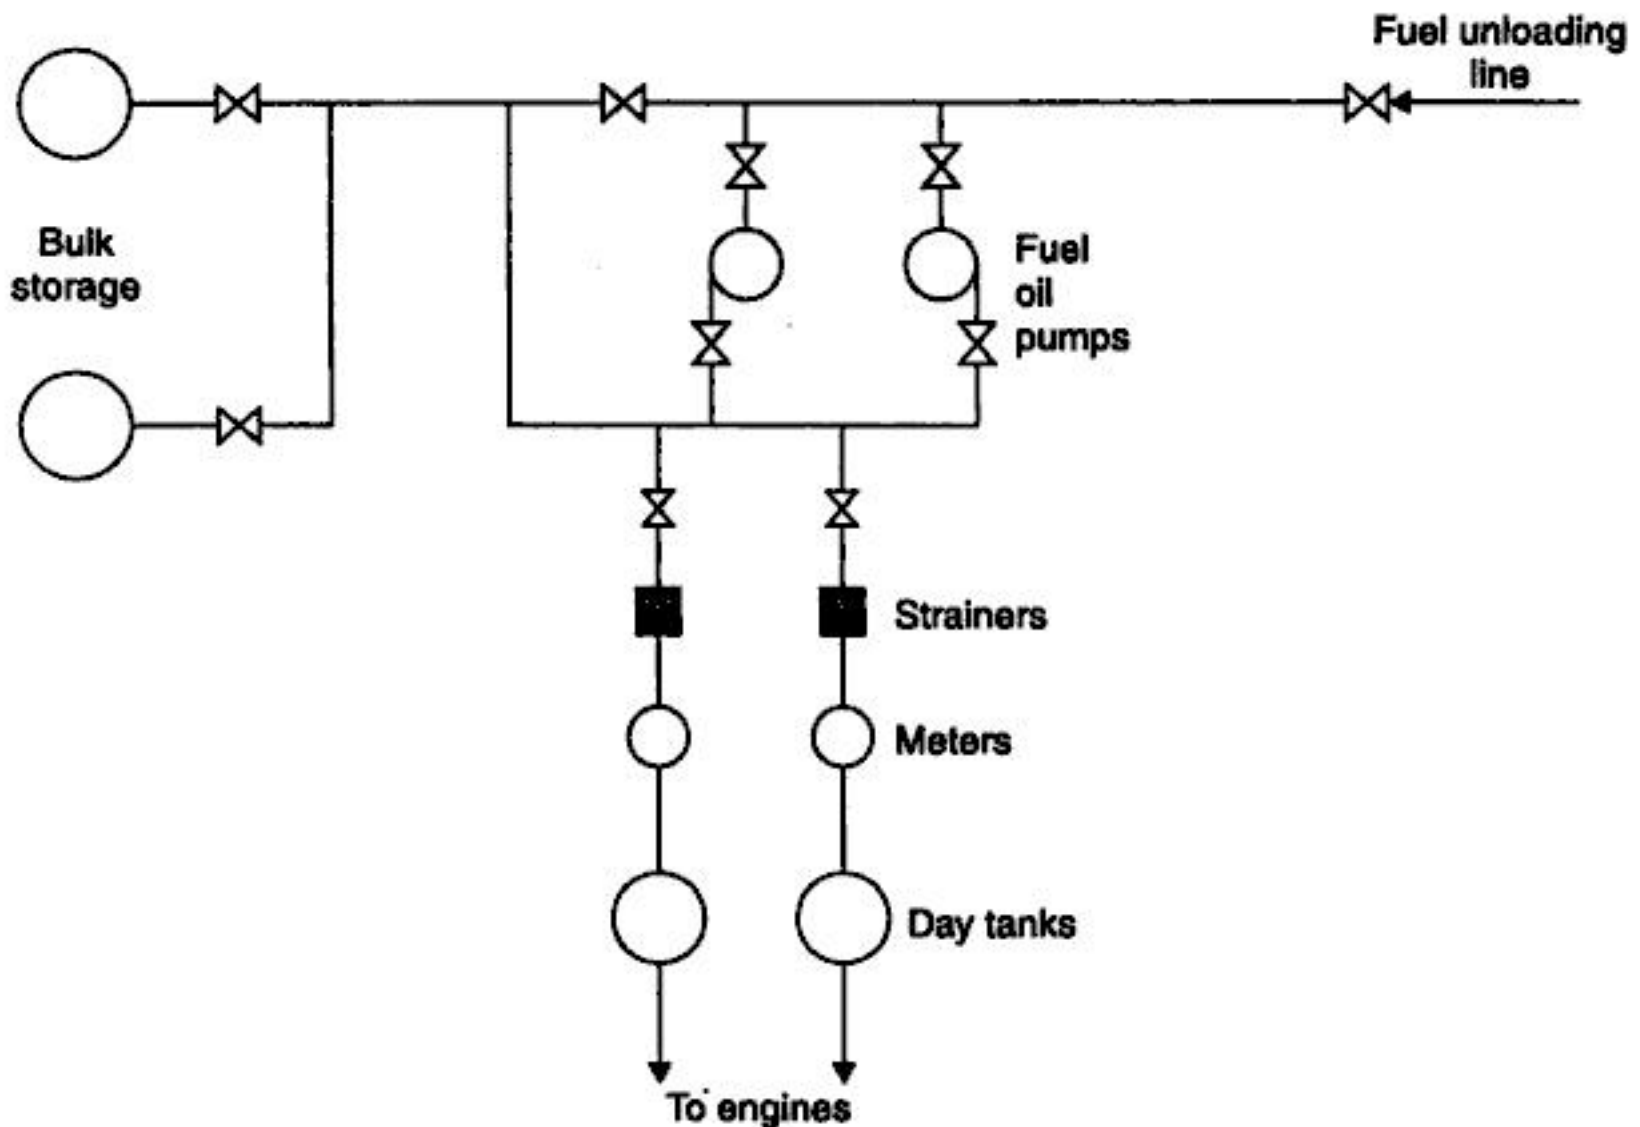 Fuel unloading
line
Bulk
storage
Fuel
oil
pumps
Strainers
Meters
Day tanks
To engines